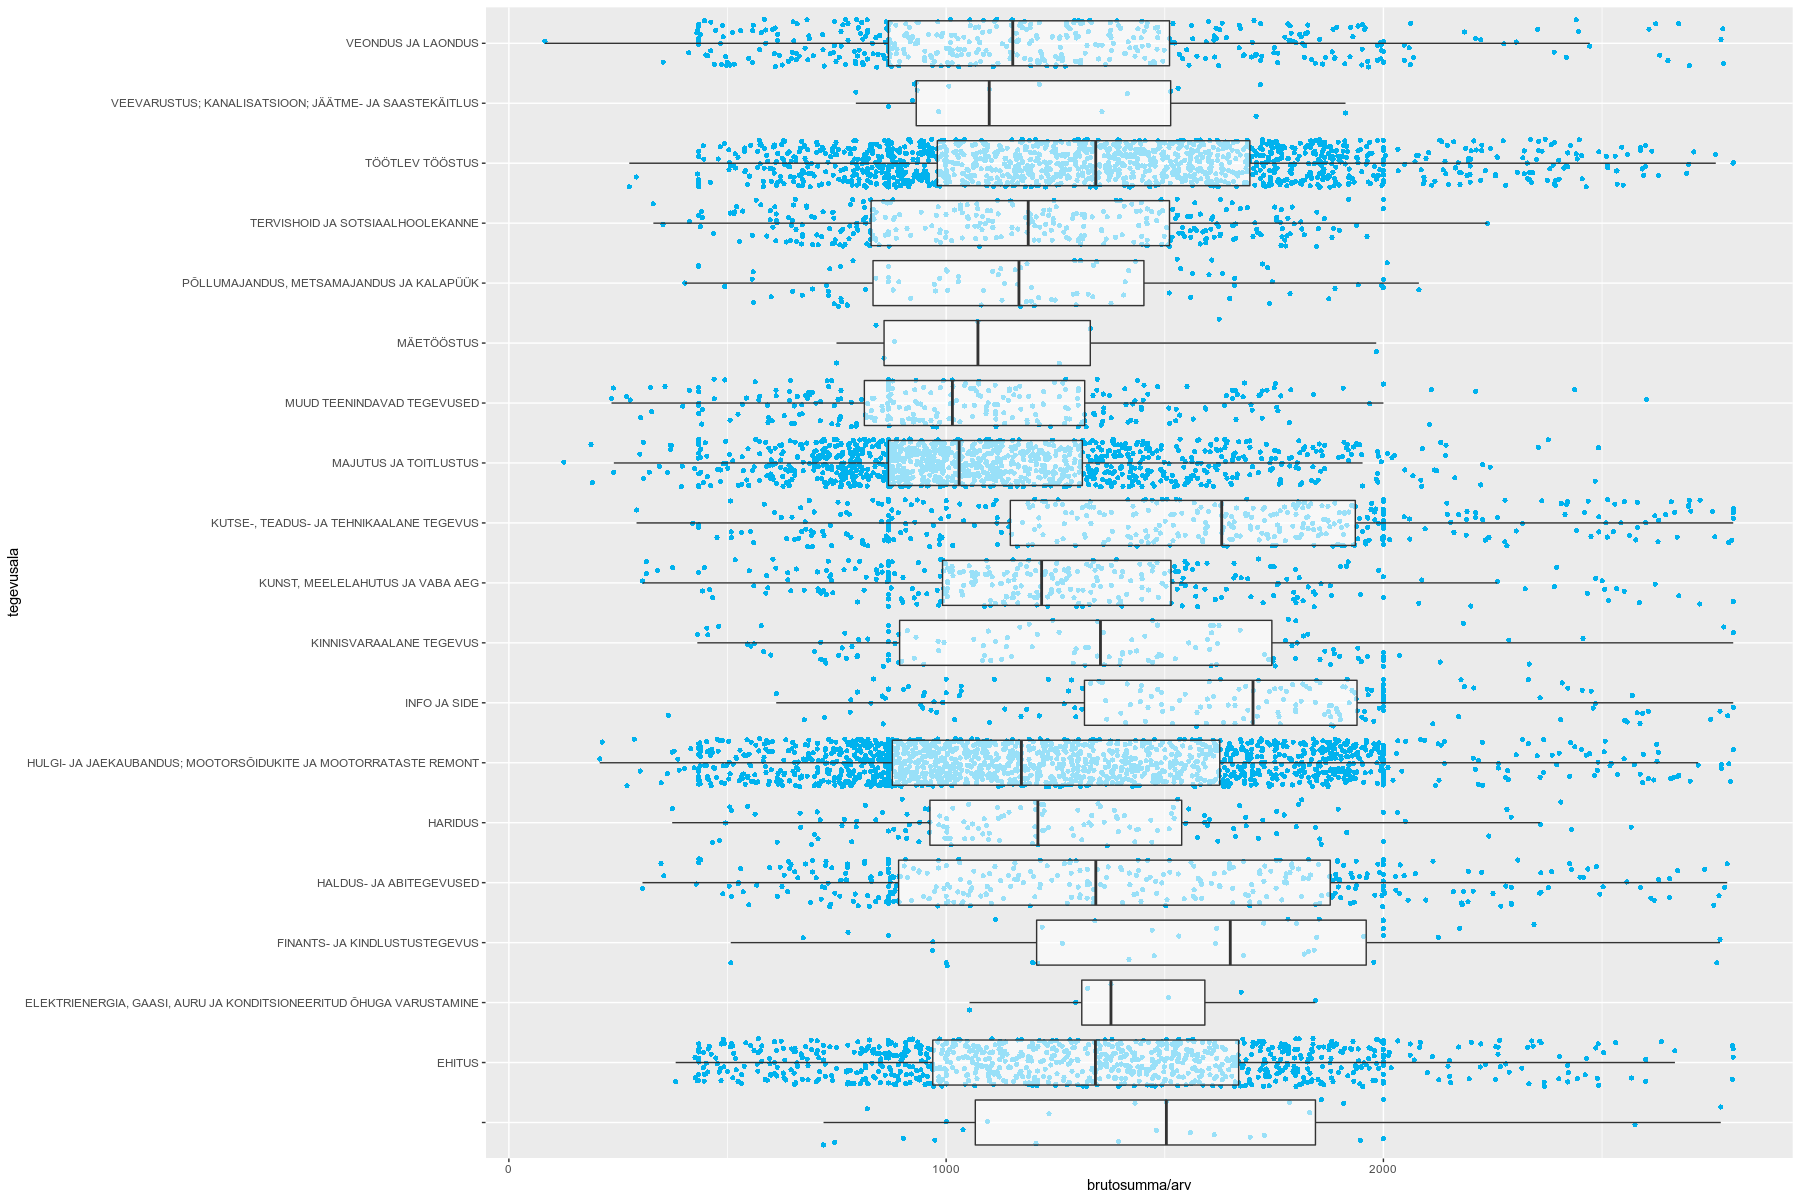 VEONDUS JA LAONDUS
VEEVARUSTUS; KANALISATSIOON; JÄÄTME- JA SAASTEKÄITLUS
TÖÖTLEV TÖÖSTUS
TERVISHOID JA SOTSIAALHOOLEKANNE
PÕLLUMAJANDUS, METSAMAJANDUS JA KALAPÜÜK
MÄETÖÖSTUS
MUUD TEENINDAVAD TEGEVUSED
MAJUTUS JA TOITLUSTUS
KUTSE-, TEADUS- JA TEHNIKAALANE TEGEVUS
KUNST, MEELELAHUTUS JA VABA AEG
KINNISVARAALANE TEGEVUS
INFO JA SIDE
HULGI- JA JAEKAUBANDUS; MOOTORSÕIDUKITE JA MOOTORRATASTE REMONT
HARIDUS
HALDUS- JA ABITEGEVUSED
FINANTS- JA KINDLUSTUSTEGEVUS
ELEKTRIENERGIA, GAASI, AURU JA KONDITSIONEERITUD ÕHUGA VARUSTAMINE
EHITUS
tegevusala
0 1000 2000
brutosumma/arv